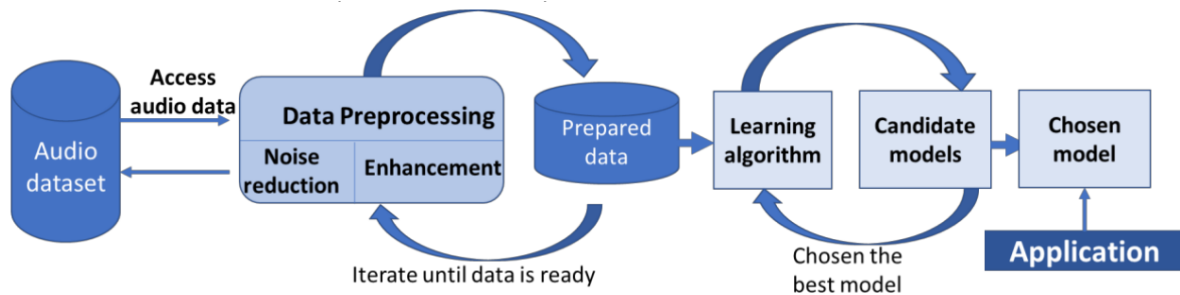 Access
audio data
Audio
dataset
Data Preprocessing
Noise
reduction
Enhancement
Iterate until data is ready
Prepared
data
Learning
algorithm
Candidate
models
Chosen the
best model
Chosen
model
Application